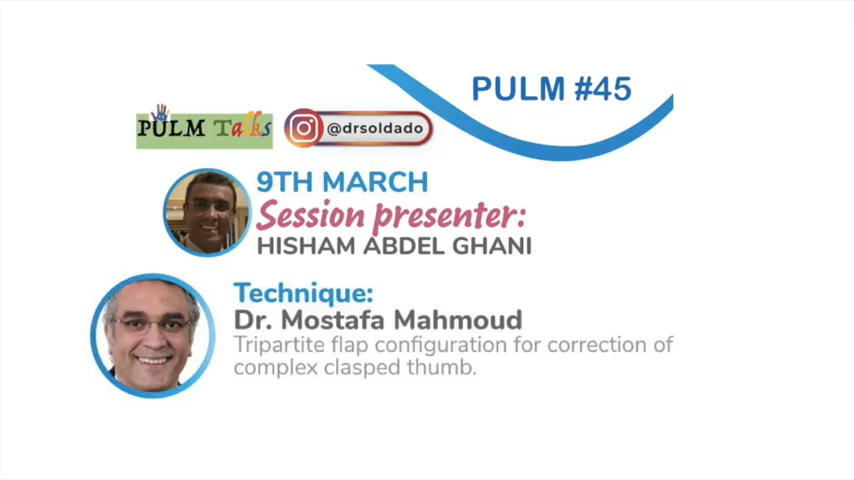 PULM #45
PULM Talks
@drsoldado
9TH MARCH
Session presenter:
HISHAM ABDEL GHANI
Technique:
Dr. Mostafa Mahmoud
Tripartite flap configuration for correction of
complex clasped thumb.